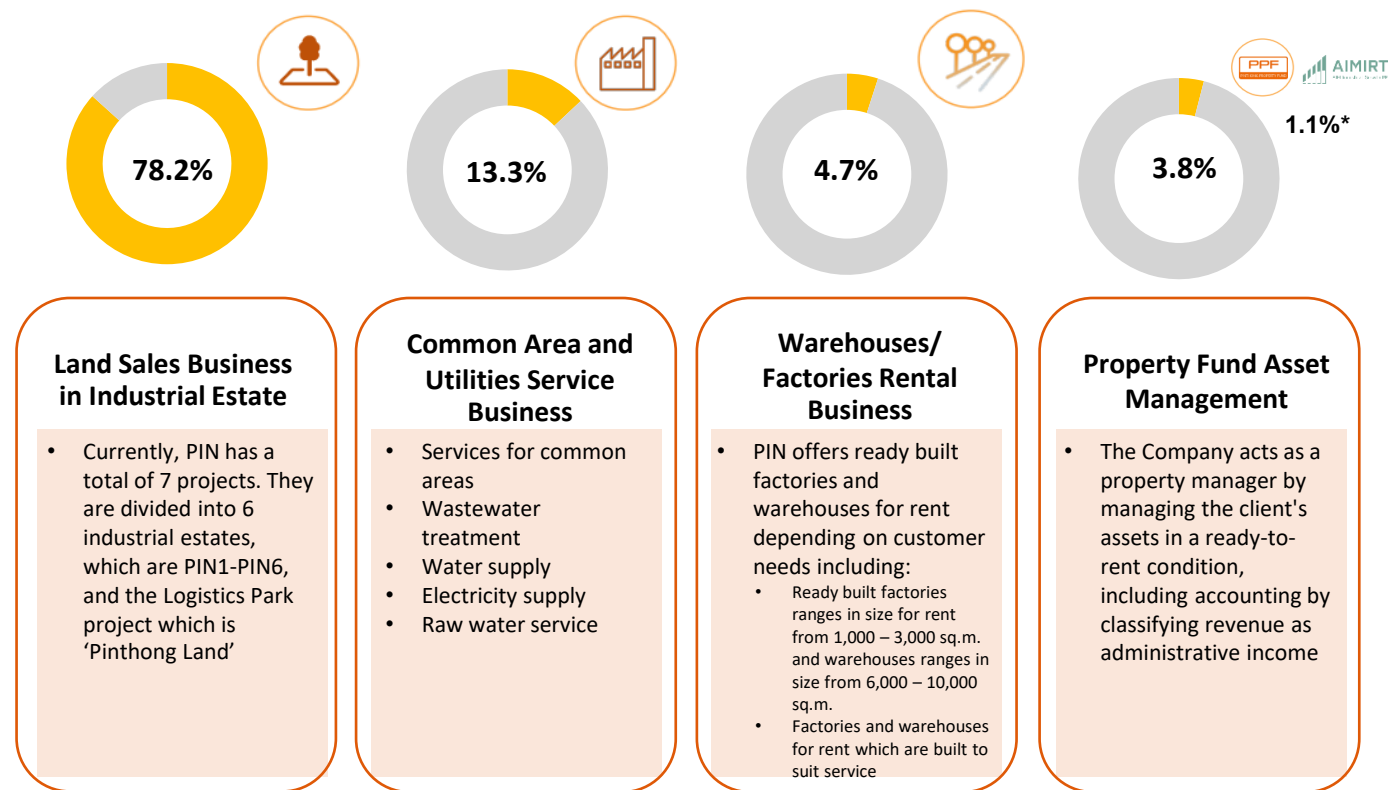 78.2%
13.3%
4.7%
3.8%
PPF
AIMIRT
1.1%*
Land Sales Business
in Industrial Estate
• Currently, PIN has a
total of 7 projects. They
are divided into 6
industrial estates,
which are PIN1-PIN6,
and the Logistics Park
project which is
‘Pinthong Land’
Common Area and
Utilities Service
Business
• Services for common
areas
• Wastewater
treatment
• Water supply
• Electricity supply
• Raw water service
Warehouses/
Factories Rental
Business
• PIN offers ready built
factories and
warehouses for rent
depending on customer
needs including:
• Ready built factories
ranges in size for rent
from 1,000 – 3,000 sq.m.
and warehouses ranges in
size from 6,000 – 10,000
sq.m.
• Factories and warehouses
for rent which are built to
suit service
Property Fund Asset
Management
• The Company acts as a
property manager by
managing the client's
assets in a ready-to-
rent condition,
including accounting by
classifying revenue as
administrative income